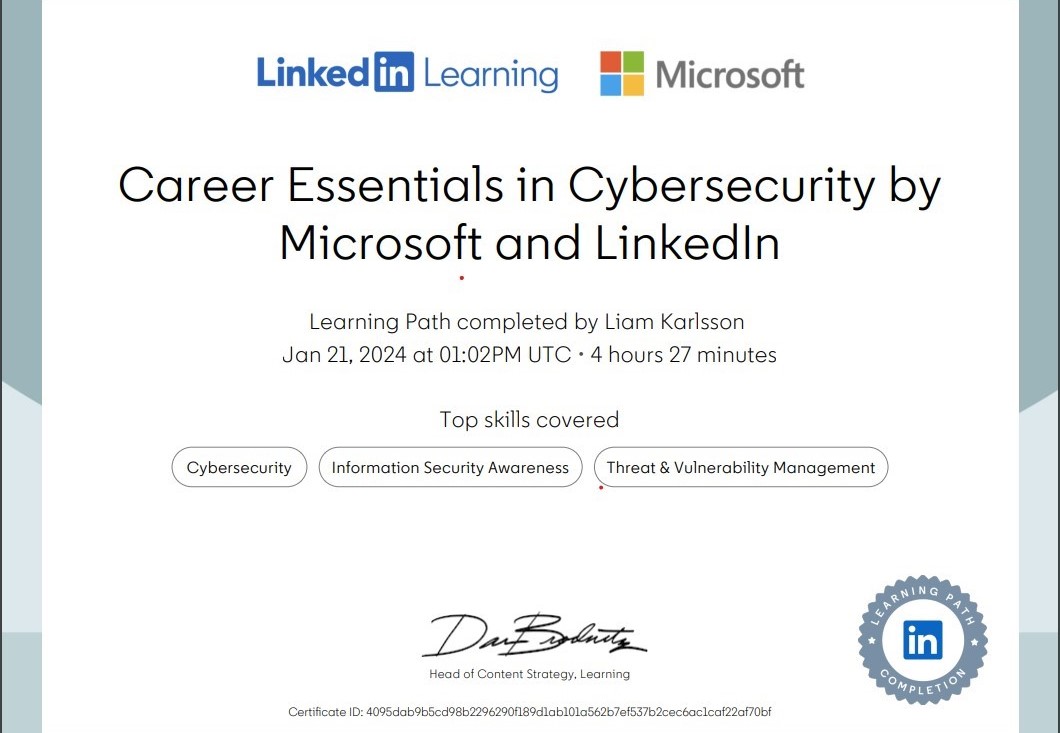 Linked in Learning Microsoft
Career Essentials in Cybersecurity by
Microsoft and LinkedIn
Learning Path completed by Liam Karlsson
Jan 21, 2024 at 01:02PM UTC • 4 hours 27 minutes
Top skills covered
Cybersecurity Information Security Awareness Threat & Vulnerability Management
LEARNING PATH
in
COMPLETION
Head of Content Strategy, Learning
Certificate ID: 4095dab9b5cd98b2296290f189d1ab101a562b7ef537b2cec6ac1caf22af70bf